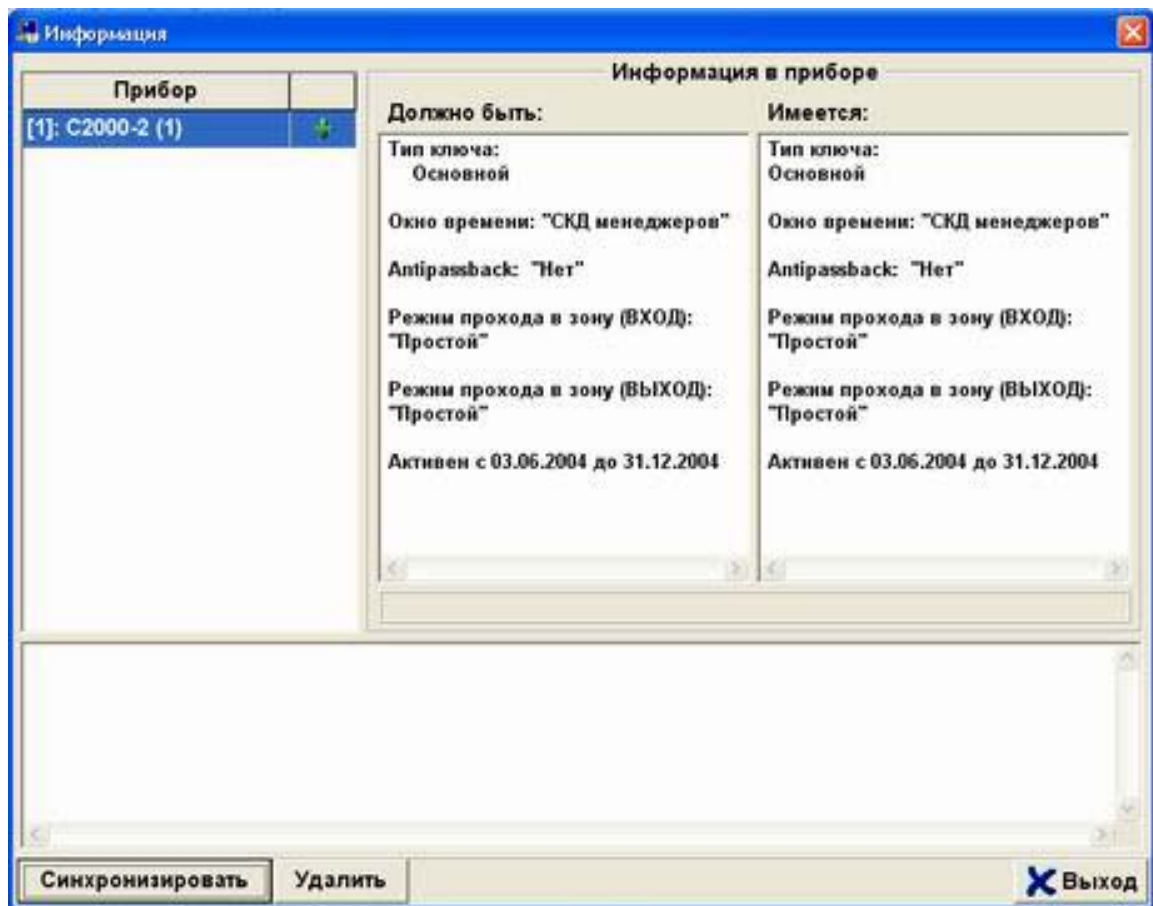 Информация
Прибор
[1]: С2000-2 (1)
Информация в приборе
Должно быть:
Тип ключа:
Основной
Окно времени: "СКД менеджеров"
Antipassback: "Нет"
Режим прохода в зону (ВХОД):
"Простой"
Режим прохода в зону (ВЫХОД):
"Простой"
Активен с 03.06.2004 до 31.12.2004
Имеется:
Тип ключа:
Основной
Окно времени: "СКД менеджеров"
Antipassback: "Нет"
Режим прохода в зону (ВХОД):
"Простой"
Режим прохода в зону (ВЫХОД):
"Простой"
Активен с 03.06.2004 до 31.12.2004
Синхронизировать
Удалить
Выход